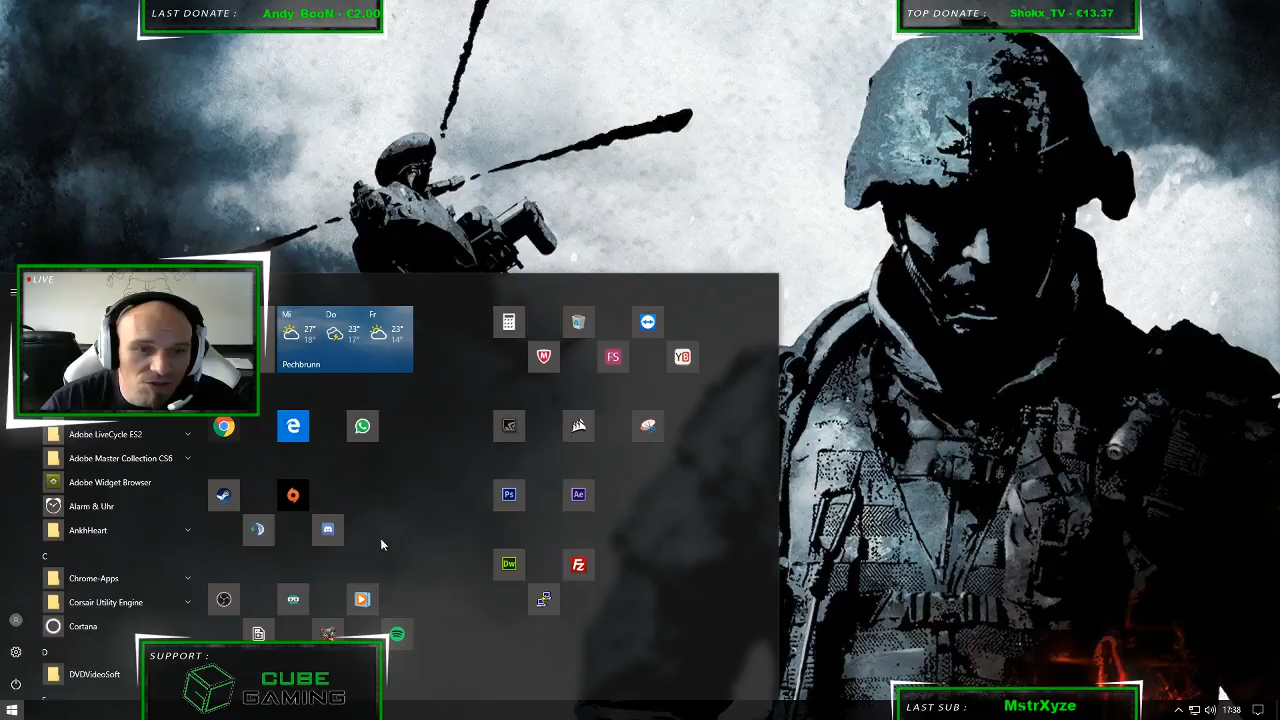 LAST DONATE :
Andy_BooN - €2.00
TOP DONATE :
Shokx_TV - €13.37
LIVE
Mi
27°
18°
Do
23°
17°
Fr
23°
14°
Pechbrunn
FS
Adobe LiveCycle ES2
Adobe Master Collection CS6
Adobe Widget Browser
Alarm & Uhr
AnkhHeart
C
Chrome-Apps
Corsair Utility Engine
Cortana
D
DVDVideoSoft
Ps
Ae
Dw
Fz
SUPPORT :
CUBE
GAMING
LAST SUB :
MstrXyze
17:38